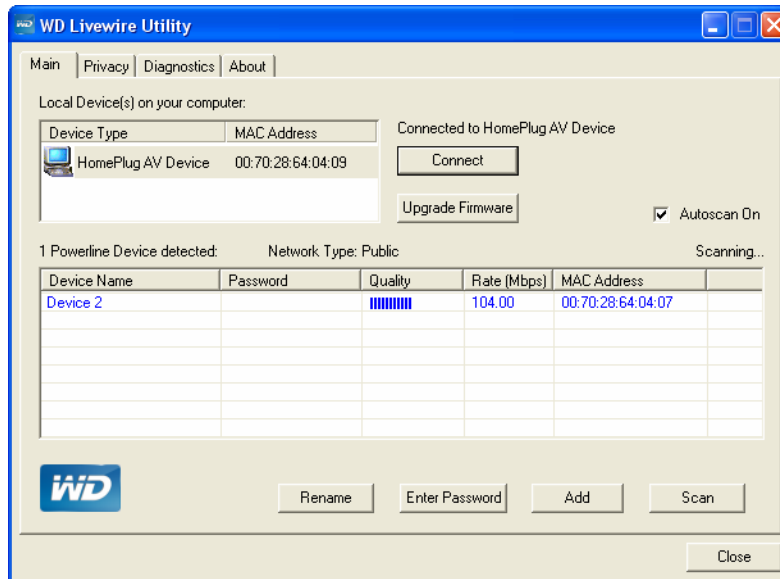 WD Livewire Utility
Main Privacy Diagnostics About
Local Device(s) on your computer:
Device Type MAC Address
HomePlug AV Device 00:70:28:64:04:09
Connected to HomePlug AV Device
Connect
Upgrade Firmware
Autoscan On
1 Powerline Device detected: Network Type: Public Scanning...
Device Name Password Quality Rate (Mbps) MAC Address
Device 2 104.00 00:70:28:64:04:07
WD
Rename Enter Password Add Scan
Close